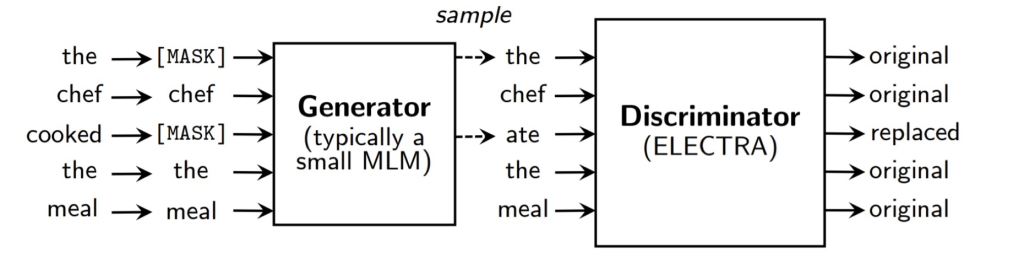 sample
the [MASK] the original
chef chef chef original
cooked [MASK] ate replaced
the the the original
meal meal meal original
Generator
(typically a
small MLM)
Discriminator
(ELECTRA)